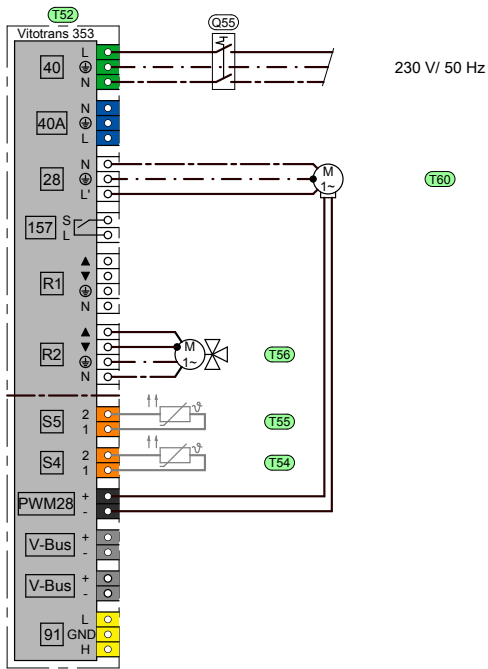 T52
Vitotrans 353
Q55
L
40
N
230 V/ 50 Hz
N
40A
L
N
28
L'
M
1~
T60
157
S
L
R1
N
R2
N
M
1~
T56
S5
2
1
ϑ
T55
S4
2
1
ϑ
T54
PWM28
+
-
V-Bus
+
-
V-Bus
+
-
L
91
GND
H